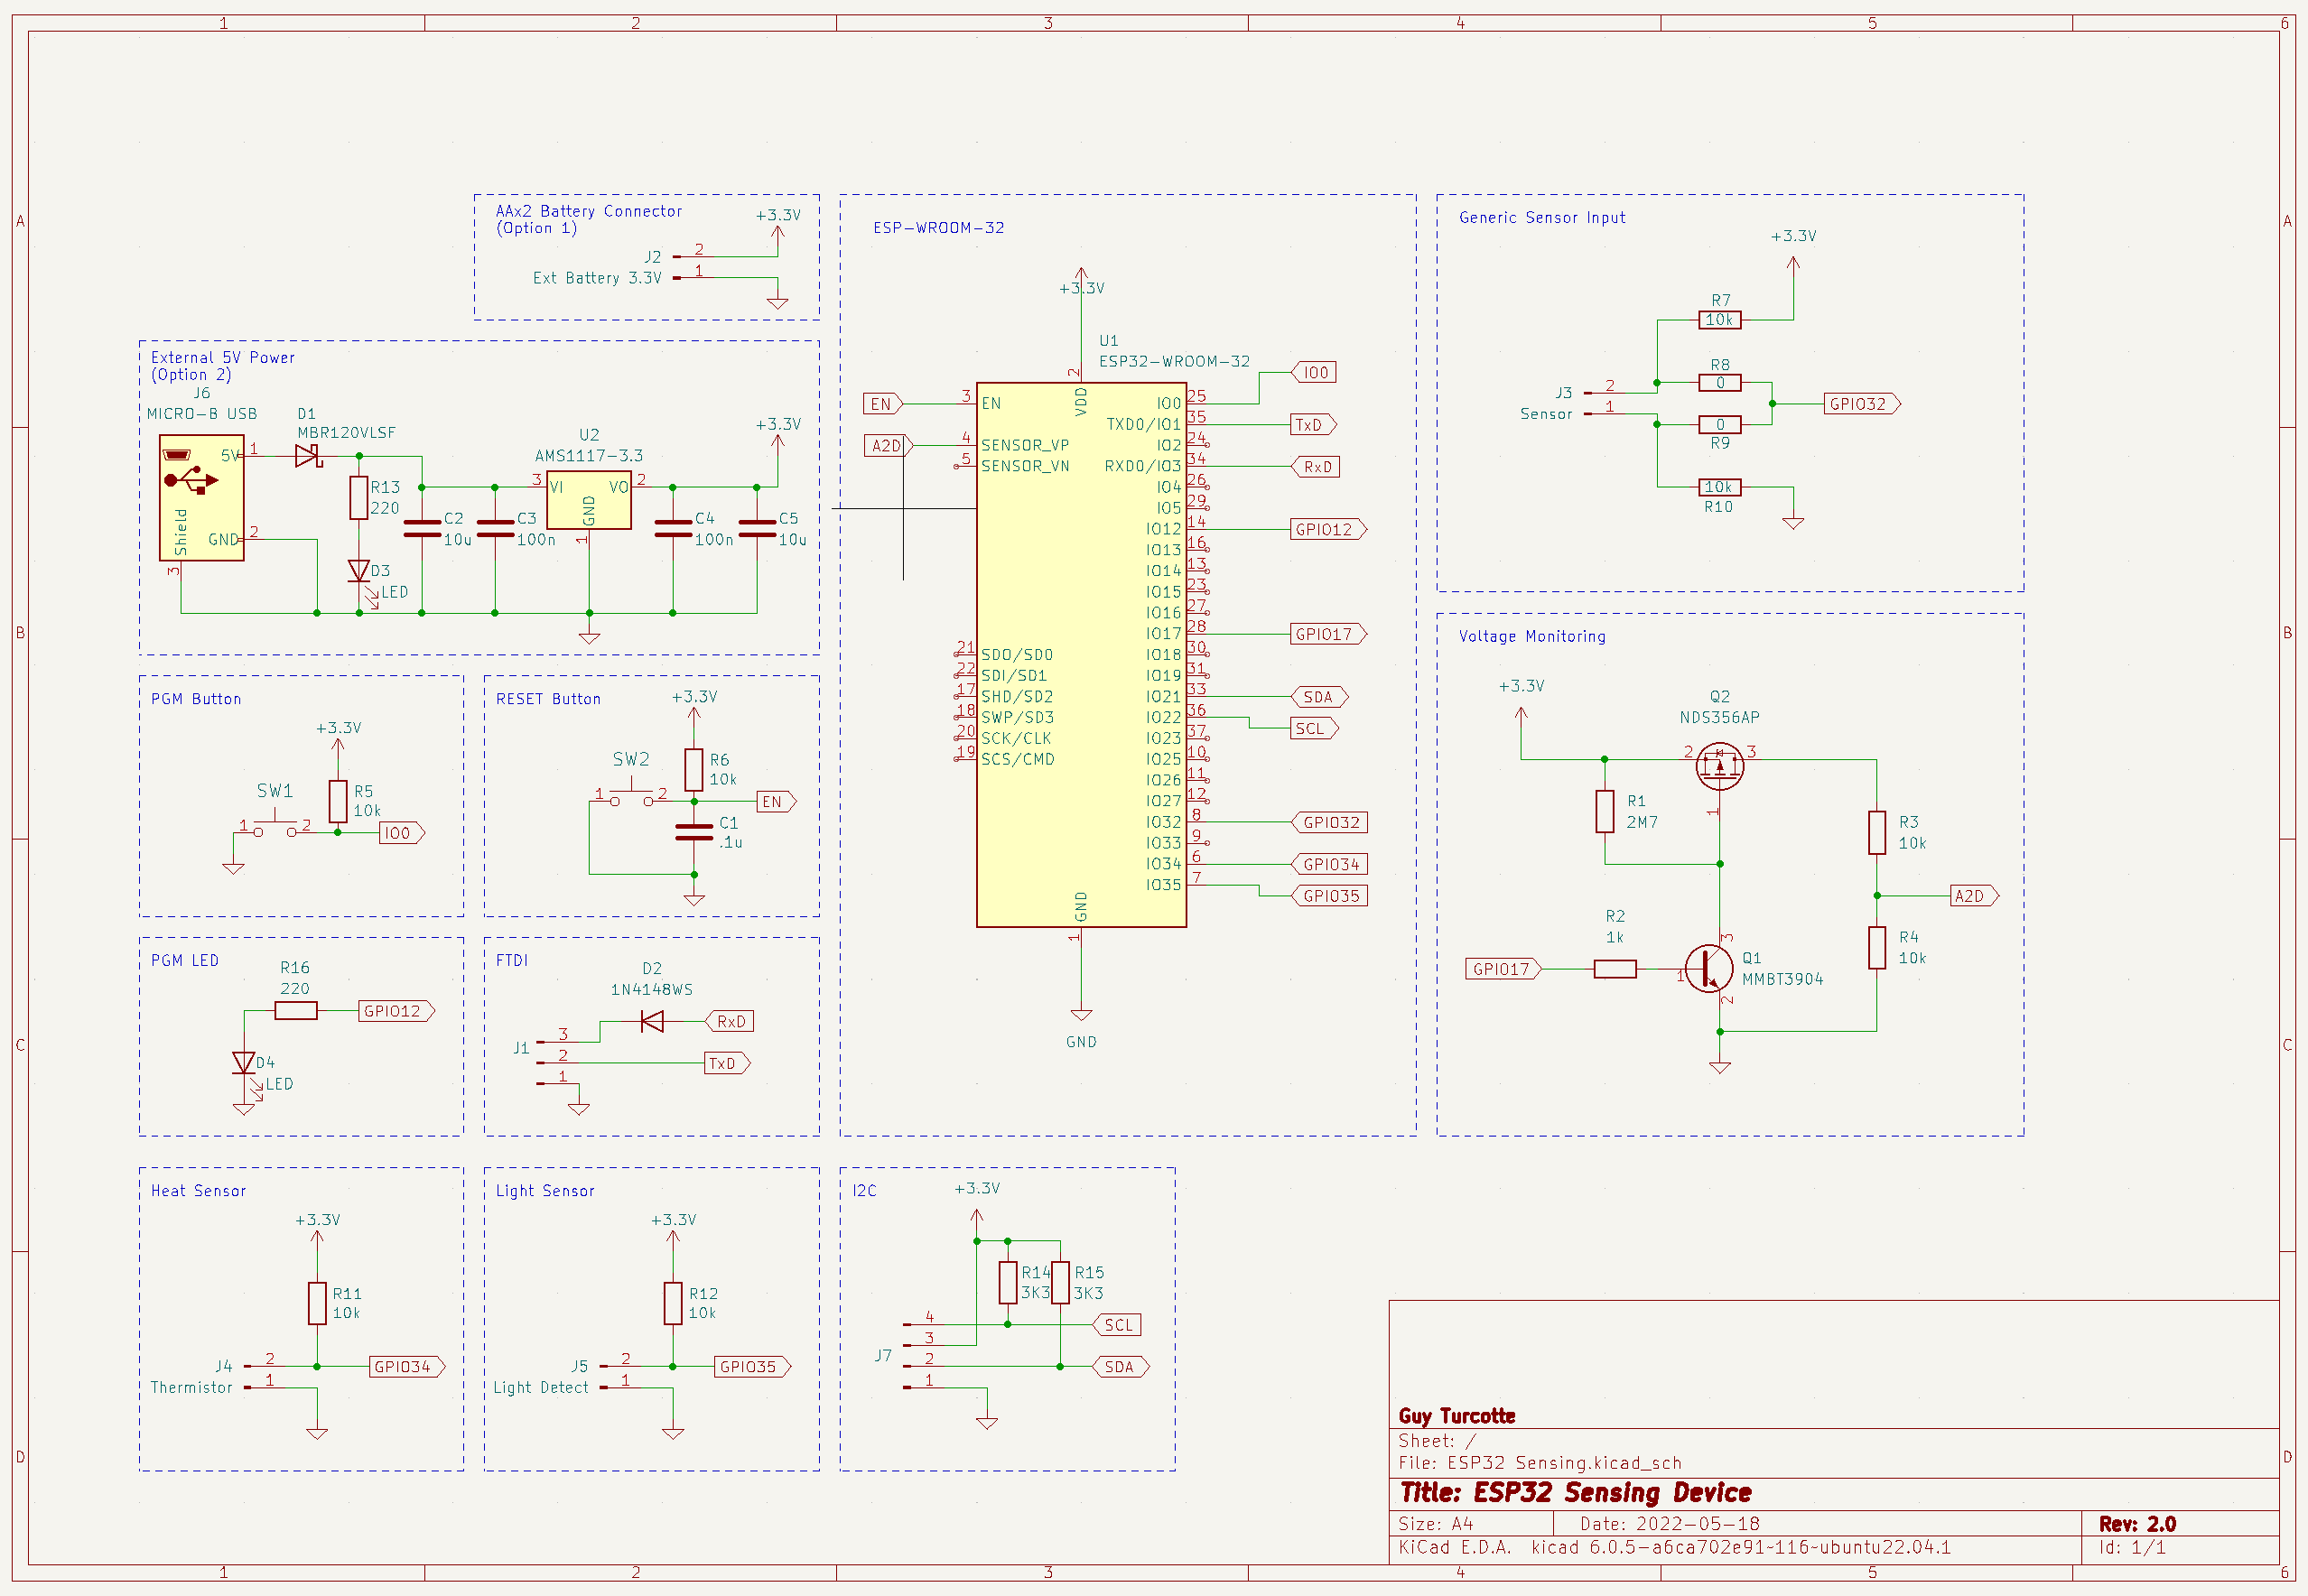 1 2 3 4 5 6
A A
B B
C C
D D
1 2 3 4 5 6
AAx2 Battery Connector
(Option 1)
+3.3V
J2
Ext Battery 3.3V
2
1
External 5V Power
(Option 2)
J6
MICRO-B USB
5V
GND
Shield
1
2
3
D1
MBR120VLSF
R13
220
D3
LED
C2
10u
C3
100n
U2
AMS1117-3.3
3 VI
VO 2
GND
1
C4
100n
C5
10u
+3.3V
PGM Button
+3.3V
SW1
1 2
R5
10k
IO0
RESET Button
+3.3V
SW2
1 2
R6
10k
EN
C1
.1u
PGM LED
R16
220
GPIO12
D4
LED
FTDI
D2
1N4148WS
RxD
J1
3
2
1
TxD
Heat Sensor
+3.3V
R11
10k
J4
Thermistor
2
1
GPIO34
Light Sensor
+3.3V
R12
10k
J5
Light Detect
2
1
GPIO35
I2C
+3.3V
R14
3K3
R15
3K3
J7
4
3
2
1
SCL
SDA
ESP-WROOM-32
+3.3V
U1
ESP32-WROOM-32
2
VDD
EN 3 EN
A2D 4 SENSOR_VP
5 SENSOR_VN
21 SDO/SD0
22 SDI/SD1
17 SHD/SD2
18 SWP/SD3
20 SCK/CLK
19 SCS/CMD
IO0 25 IO0
TXD0/IO1 35 TxD
IO2 24
RXD0/IO3 34 RxD
IO4 26
IO5 29
IO12 14 GPIO12
IO13 16
IO14 13
IO15 23
IO16 27
IO17 28 GPIO17
IO18 30
IO19 31
IO21 33 SDA
IO22 36 SCL
IO23 37
IO25 10
IO26 11
IO27 12
IO32 8 GPIO32
IO33 9
IO34 6 GPIO34
IO35 7 GPIO35
GND
1
GND
Generic Sensor Input
+3.3V
R7
10k
R8
0
J3
Sensor
2
1
GPIO32
0
R9
10k
R10
Voltage Monitoring
+3.3V
Q2
NDS356AP
2 3
1
R1
2M7
R3
10k
A2D
R2
1k
GPIO17
3
1
2
Q1
MMBT3904
R4
10k
Guy Turcotte
Sheet: /
File: ESP32 Sensing.kicad_sch
Title: ESP32 Sensing Device
Size: A4 Date: 2022-05-18 Rev: 2.0
KiCad E.D.A. kicad 6.0.5-a6ca702e91~116~ubuntu22.04.1 Id: 1/1